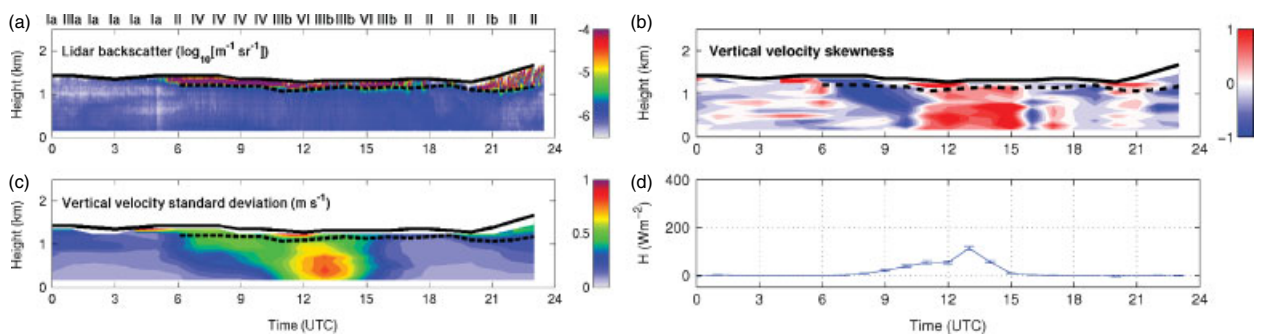 (a) Ia IIIa Ia Ia Ia II IV IV IV IV IIIb VI IIIb IIIb VI IIIb II II II II Ib II II
Lidar backscatter (log10[m-1 sr-1])
Height (km)
2
1
0
0 3 6 9 12 15 18 21 24
-4
-5
-6
(b)
Vertical velocity skewness
Height (km)
2
1
0
0 3 6 9 12 15 18 21 24
1
0
-1
(c)
Vertical velocity standard deviation (m s-1)
Height (km)
2
1
0
0 3 6 9 12 15 18 21 24
Time (UTC)
1
0.5
0
(d)
H (Wm-2)
400
200
0
0 3 6 9 12 15 18 21 24
Time (UTC)